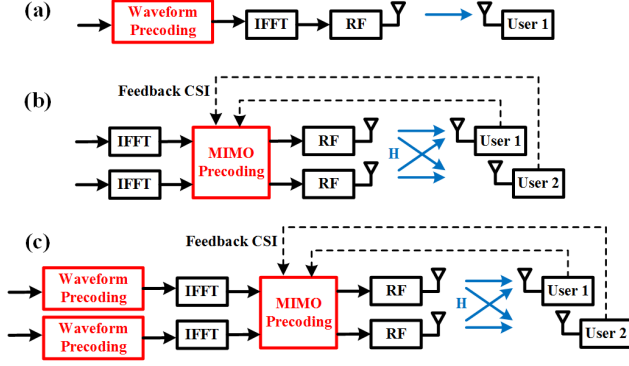 (a)
Waveform
Precoding
IFFT
RF
User 1
(b)
Feedback CSI
IFFT
IFFT
MIMO
Precoding
RF
RF
H
User 1
User 2
(c)
Feedback CSI
Waveform
Precoding
Waveform
Precoding
IFFT
IFFT
MIMO
Precoding
RF
RF
H
User 1
User 2